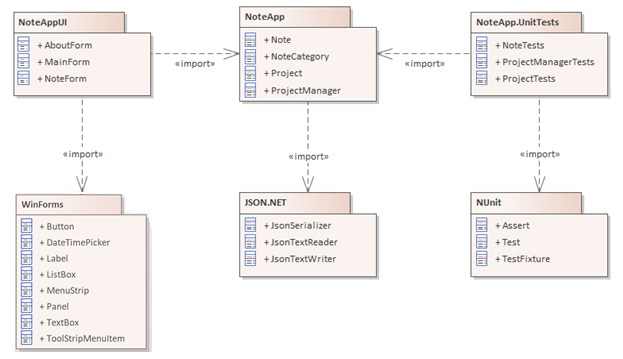 NoteAppUI
+ AboutForm
+ MainForm
+ NoteForm
NoteApp
+ Note
+ NoteCategory
+ Project
+ ProjectManager
NoteApp.UnitTests
+ NoteTests
+ ProjectManagerTests
+ ProjectTests
«import»
«import»
«import»
«import»
«import»
WinForms
+ Button
+ DateTimePicker
+ Label
+ ListBox
+ MenuStrip
+ Panel
+ TextBox
+ ToolStripMenuItem
JSON.NET
+ JsonSerializer
+ JsonTextReader
+ JsonTextWriter
NUnit
+ Assert
+ Test
+ TestFixture